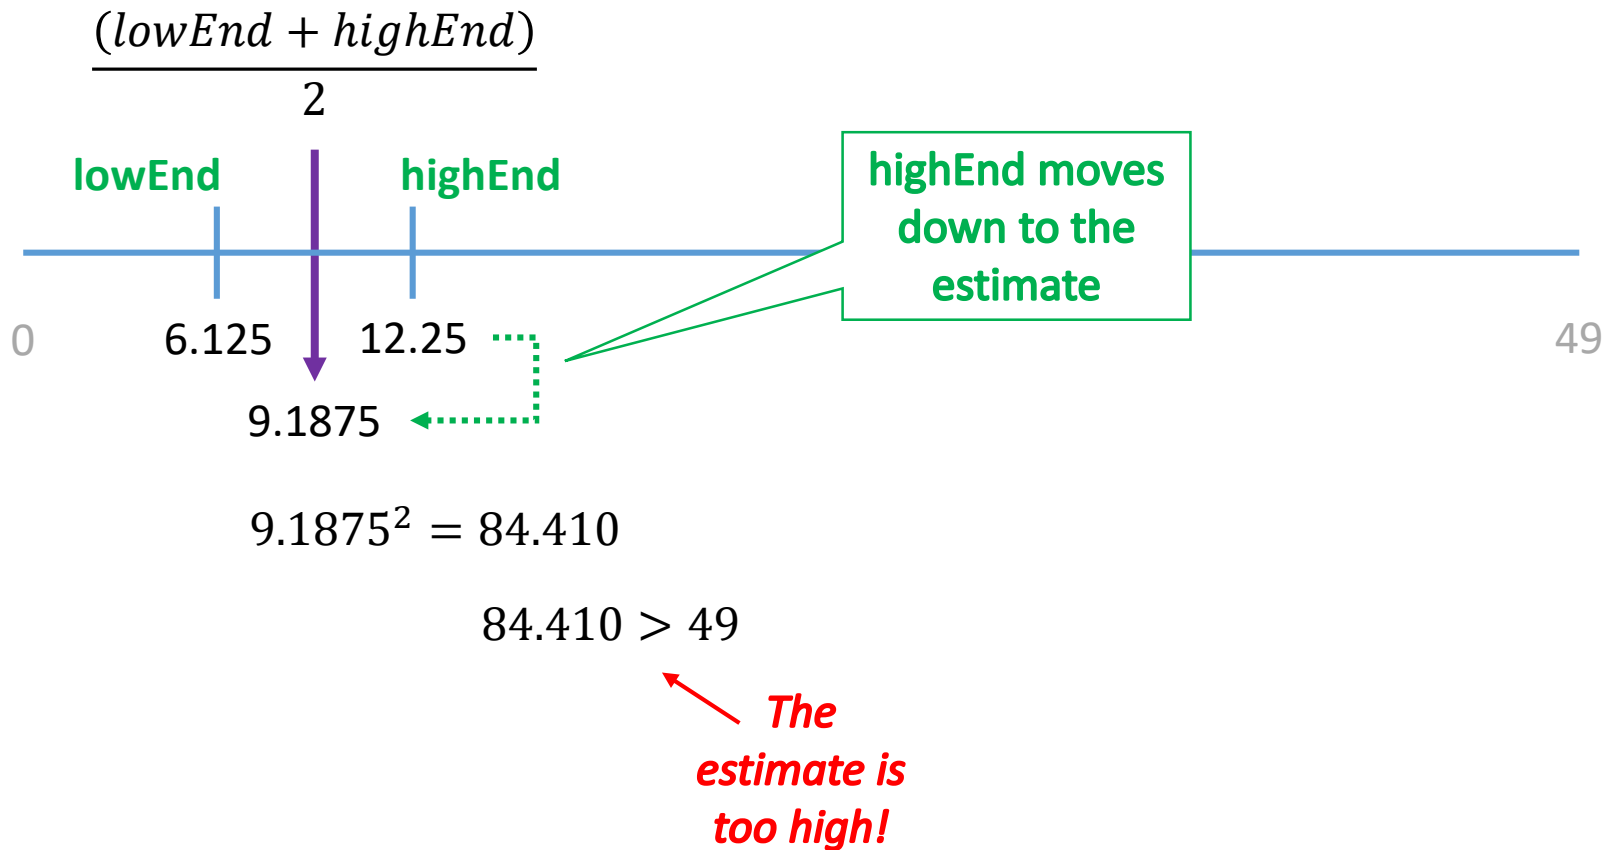 (lowEnd + highEnd)
2
lowEnd
highEnd
highEnd moves
down to the
estimate
0
6.125
12.25
49
9.1875
9.1875² = 84.410
84.410 > 49
The
estimate is
too high!